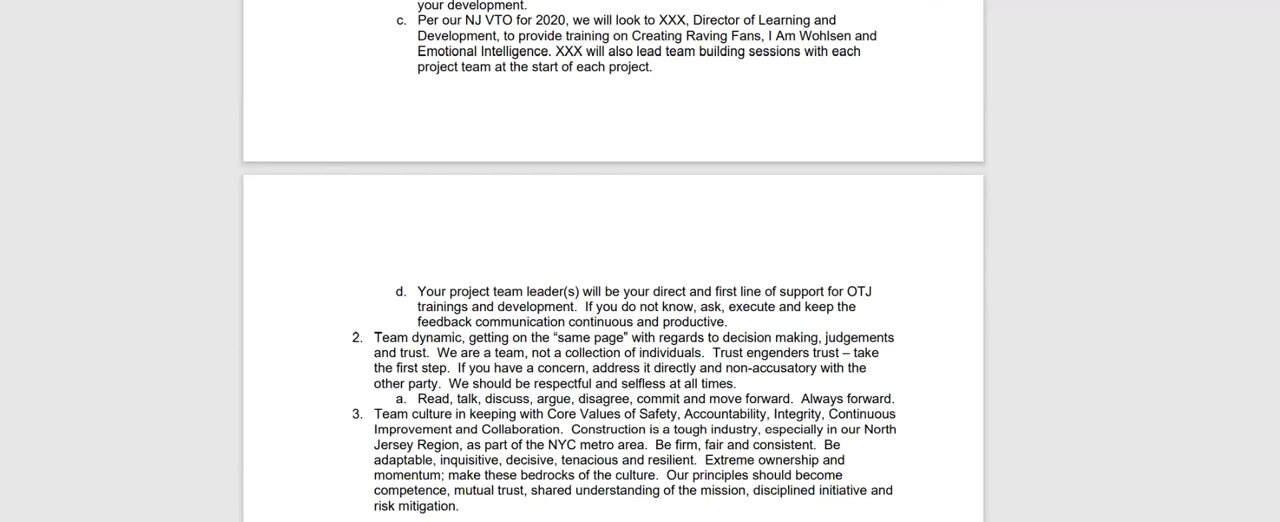 your development.
c. Per our NJ VTO for 2020, we will look to XXX, Director of Learning and
Development, to provide training on Creating Raving Fans, I Am Wohlsen and
Emotional Intelligence. XXX will also lead team building sessions with each
project team at the start of each project.
d. Your project team leader(s) will be your direct and first line of support for OTJ
trainings and development. If you do not know, ask, execute and keep the
feedback communication continuous and productive.
2. Team dynamic, getting on the “same page” with regards to decision making, judgements
and trust. We are a team, not a collection of individuals. Trust engenders trust – take
the first step. If you have a concern, address it directly and non-accusatory with the
other party. We should be respectful and selfless at all times.
a. Read, talk, discuss, argue, disagree, commit and move forward. Always forward.
3. Team culture in keeping with Core Values of Safety, Accountability, Integrity, Continuous
Improvement and Collaboration. Construction is a tough industry, especially in our North
Jersey Region, as part of the NYC metro area. Be firm, fair and consistent. Be
adaptable, inquisitive, decisive, tenacious and resilient. Extreme ownership and
momentum; make these bedrocks of the culture. Our principles should become
competence, mutual trust, shared understanding of the mission, disciplined initiative and
risk mitigation.